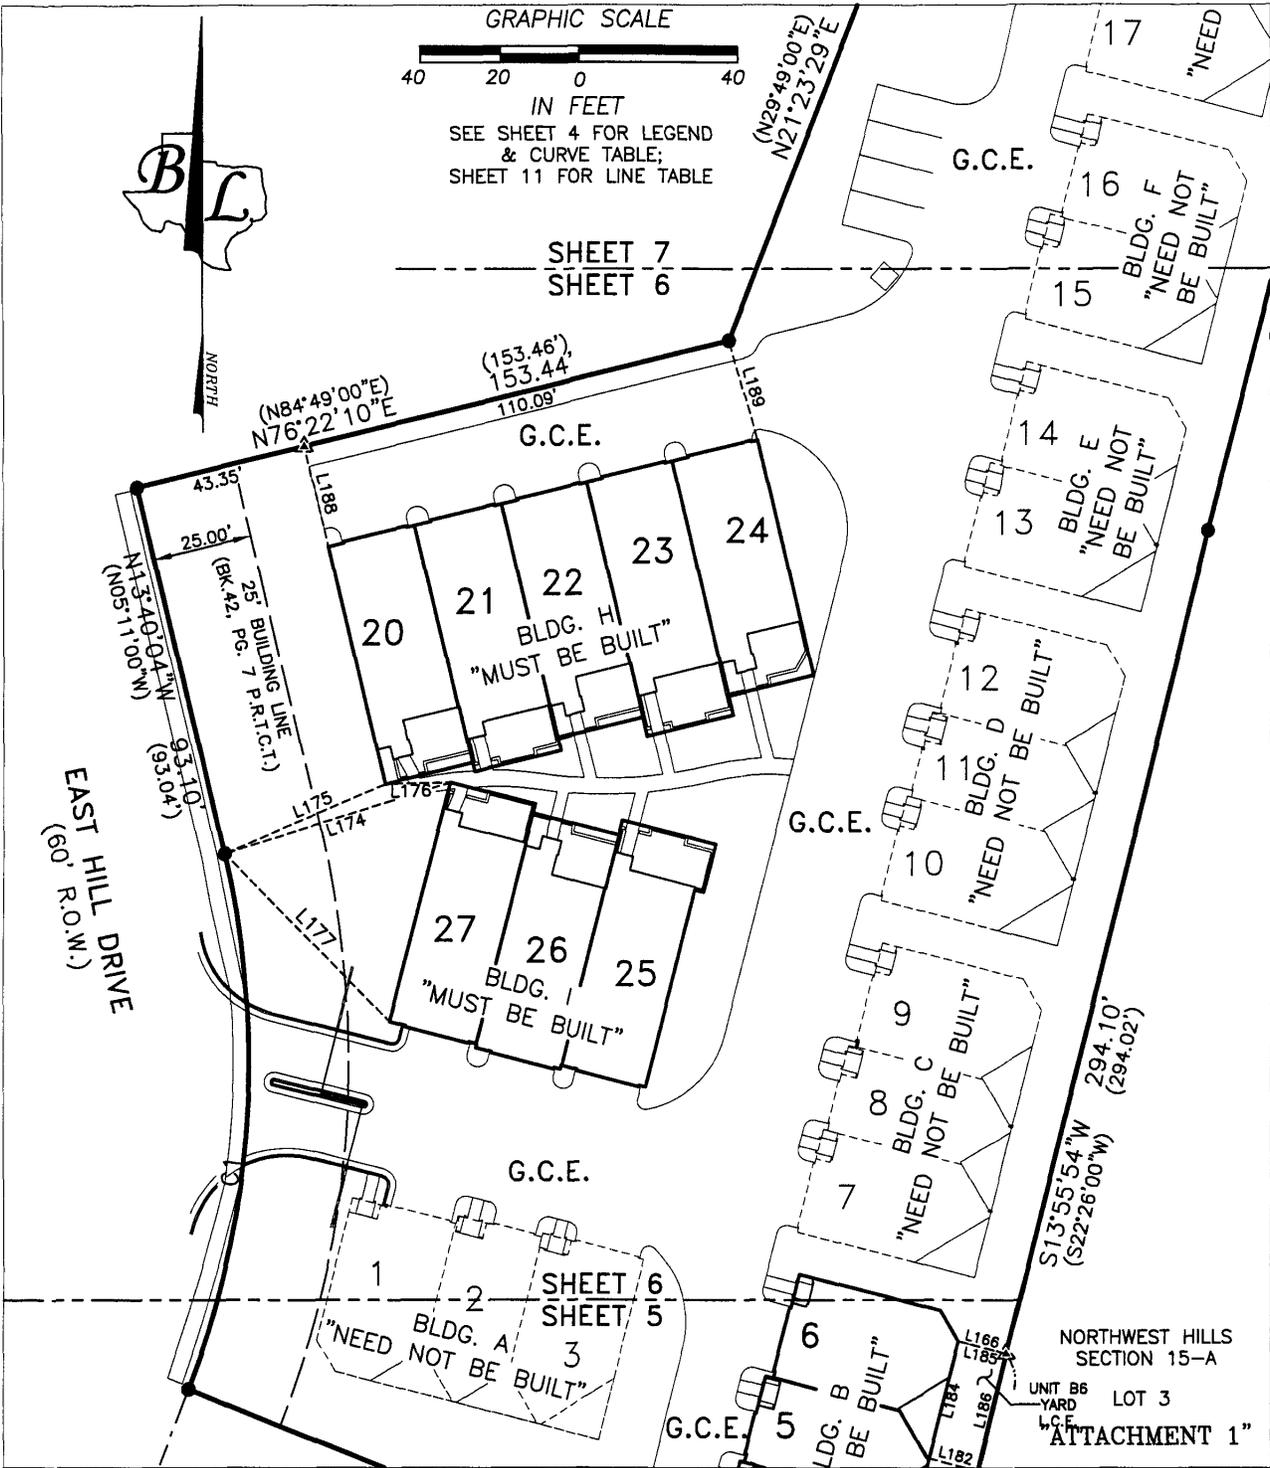 GRAPHIC SCALE
40 20 0 40
IN FEET
SEE SHEET 4 FOR LEGEND
& CURVE TABLE;
SHEET 11 FOR LINE TABLE
B L
NORTH
(N29°49'00"E)
N21°23'29"E
17
"NEED
G.C.E.
16
15
BLDG. F
"NEED NOT
BE BUILT"
SHEET 7
SHEET 6
(153.46')
153.44'
110.09'
(N84°49'00"E)
N76°22'10"E
L189
L188
G.C.E.
43.35'
25.00'
25' BUILDING LINE
(BK.42, PG. 7 P.R.T.C.T.)
N13°40'04"W 93.10'
(N05°11'00"W) (93.04')
14
13
BLDG. E
"NEED NOT
BE BUILT"
20
21
22
23
24
BLDG. H
"MUST BE BUILT"
12
11
10
BLDG. D
"NEED NOT BE BUILT"
EAST HILL DRIVE
(60' R.O.W.)
L175
L176
L174
L177
G.C.E.
27
26
25
BLDG. I
"MUST BE BUILT"
9
8
7
BLDG. C
"NEED NOT BE BUILT"
S13°55'54"W 294.10'
(S22°26'00"W) (294.02')
G.C.E.
1
2
3
BLDG. A
"NEED NOT BE BUILT"
SHEET 6
SHEET 5
6
5
LDG. B
BE BUILT"
G.C.E.
L166
L185
L184
L186
L182
UNIT B6
YARD
L.C.E.
NORTHWEST HILLS
SECTION 15-A
LOT 3
"ATTACHMENT 1"